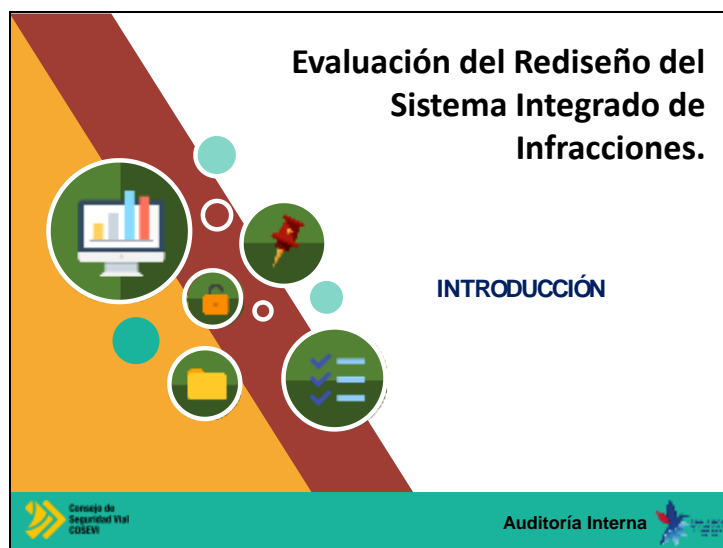 Evaluación del Rediseño del
Sistema Integrado de
Infracciones.
INTRODUCCIÓN
Consejo de
Seguridad Vial
COSEVI
Auditoría Interna